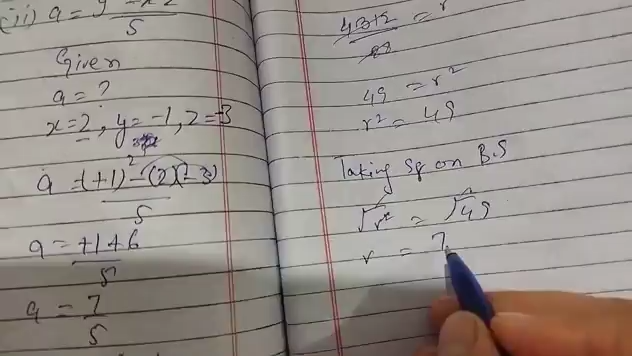 (ii) a = y² - xz / 5
Given
a = ?
x = 2, y = -1, z = -3
a = (+1)² - (2)(-3) / 5
a = +1+6 / 5
a = 7 / 5
49 = r²
r² = 49
Taking sq on B.S
√r² = √49
r = 7